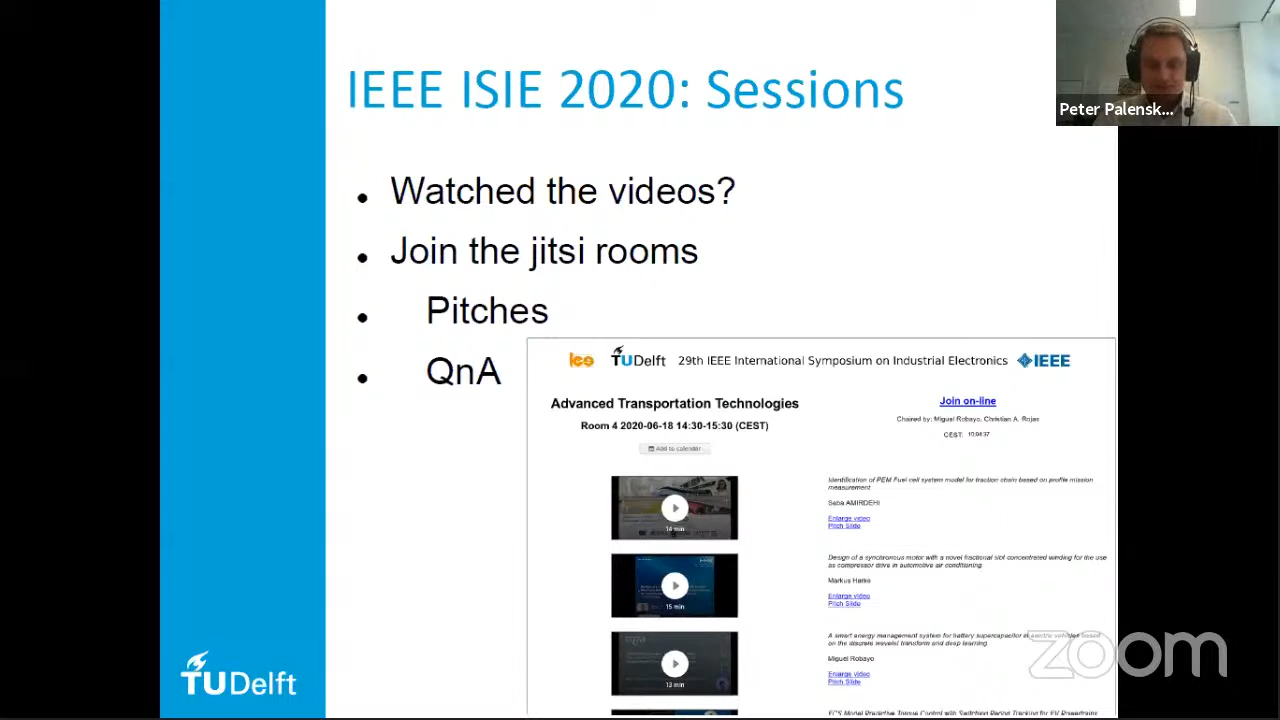 IEEE ISIE 2020: Sessions
Peter Palensk...
• Watched the videos?
• Join the jitsi rooms
• Pitches
• QnA
ies TUDelft 29th IEEE International Symposium on Industrial Electronics IEEE
Advanced Transportation Technologies
Room 4 2020-06-18 14:30-15:30 (CEST)
Add to calendar
Join on-line
Chaired by: Miguel Robayo, Christian A. Rojas
CEST:
14 min
Identification of PEM Fuel cell system model for traction chain based on profile mission
measurement
Saba AMIRDEHI
Enlarge video
Pitch Slide
15 min
Design of a synchronous motor with a novel fractional slot concentrated winding for the use
as compressor drive in automotive air conditioning
Markus
Enlarge video
Pitch Slide
13 min
A smart energy management system for battery supercapacitor in electric vehicles based
on the discrete wavelet transform and deep learning.
Miguel Robayo
Enlarge video
Pitch Slide
zoom
TUDelft